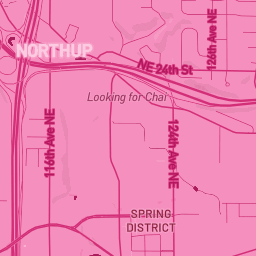 126th Ave NE
NORTHUP
NE 24th St
Looking for Chai
116th Ave NE
124th Ave NE
SPRING
DISTRICT